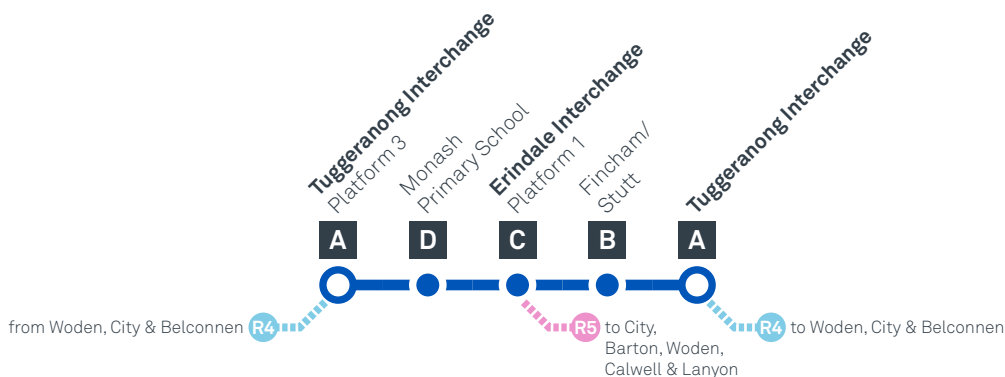 Tuggeranong Interchange
Platform 3
Monash
Primary School
Erindale Interchange
Platform 1
Fincham/
Stutt
Tuggeranong Interchange
A
D
C
B
A
from Woden, City & Belconnen R4
R5 to City,
Barton, Woden,
Calwell & Lanyon
R4 to Woden, City & Belconnen